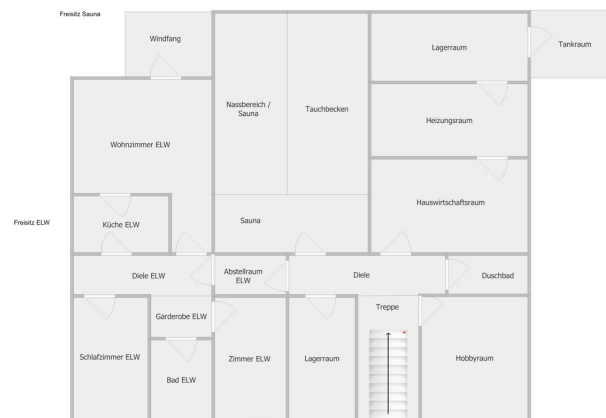 Freisitz Sauna
Windfang
Lagerraum
Tankraum
Nassbereich /
Sauna
Tauchbecken
Heizungsraum
Wohnzimmer ELW
Hauswirtschaftsraum
Freisitz ELW
Küche ELW
Sauna
Diele ELW
Abstellraum
ELW
Diele
Duschbad
Garderobe ELW
Treppe
Schlafzimmer ELW
Zimmer ELW
Lagerraum
Hobbyraum
Bad ELW